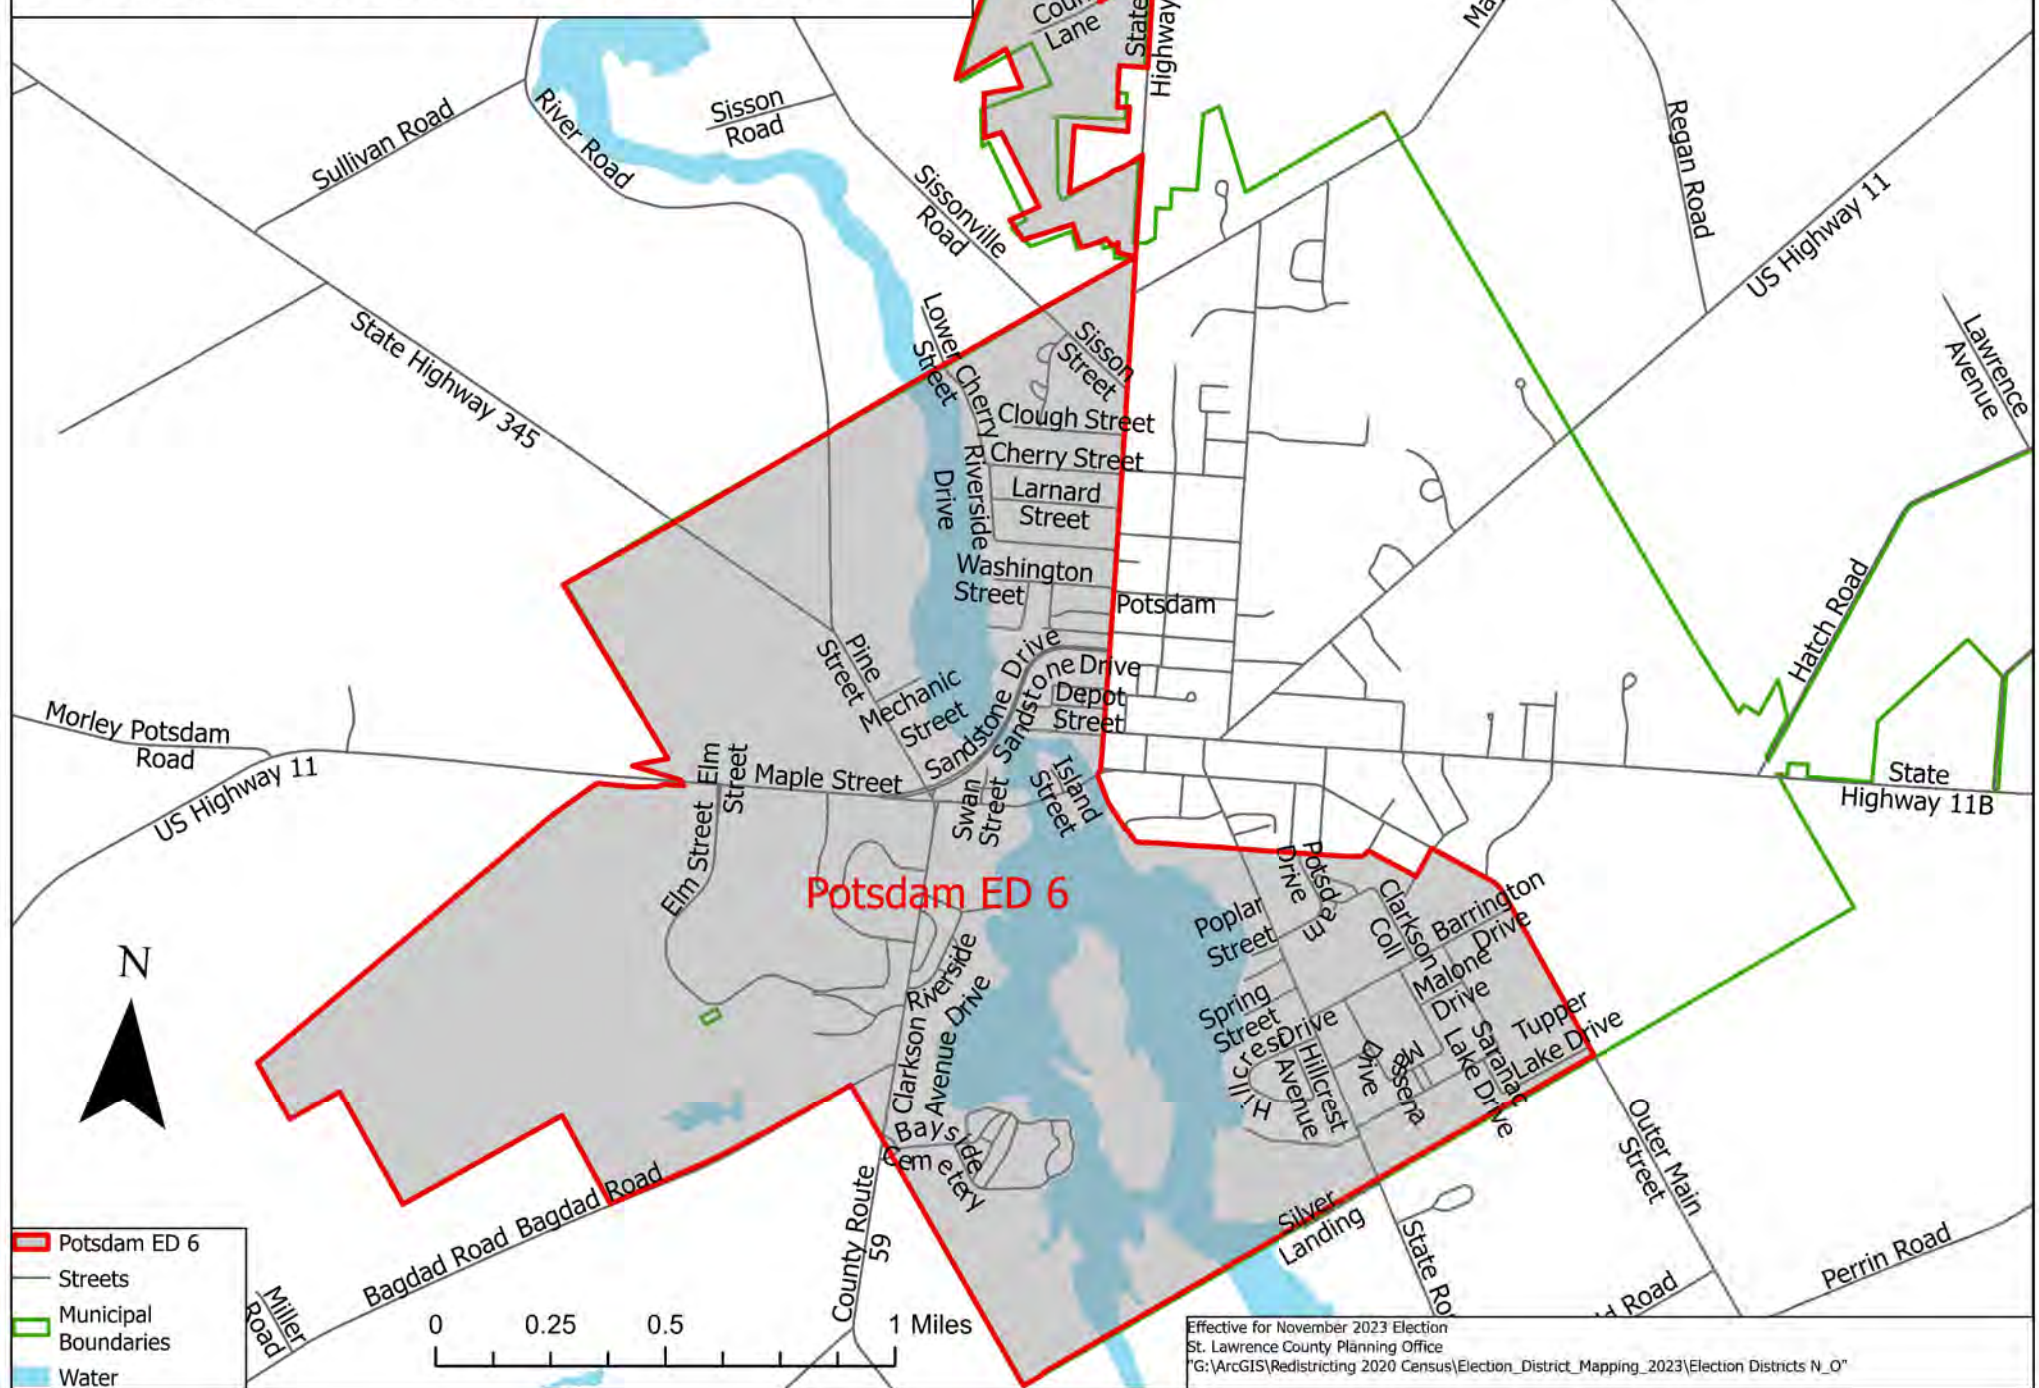 Coun
Lane
State
Highway
Ma
Sullivan Road
River Road
Sisson
Road
Sissonville
Road
Regan Road
US Highway 11
Lawrence
Avenue
State Highway 345
Lower
Street
Cherry
Sisson
Street
Clough Street
Cherry Street
Riverside
Drive
Larnard
Street
Washington
Street
Potsdam
Hatch Road
Pine
Street
Mechanic
Street
Sandstone Drive
Sandstone Drive
Depot
Street
Morley Potsdam
Road
US Highway 11
Elm
Street
Maple Street
Elm Street
Swan
Street
Island
Street
State
Highway 11B
Potsdam ED 6
Potsdam
Drive
Clarkson
Coll
Barrington
Drive
Poplar
Street
Malone
Drive
Spring
Street
Hillcrest
Drive
Hillcrest
Avenue
Massena
Drive
Saranac
Lake Drive
Tupper
Lake Drive
Riverside
Drive
Clarkson
Avenue
Bayside
Cemetery
N
Outer Main
Street
Silver
Landing
State Ro
d Road
Perrin Road
County Route
59
Bagdad Road
Bagdad Road
Miller
Road
Potsdam ED 6
Streets
Municipal
Boundaries
Water
0 0.25 0.5 1 Miles
Effective for November 2023 Election
St. Lawrence County Planning Office
"G:\ArcGIS\Redistricting 2020 Census\Election_District_Mapping_2023\Election Districts N_O"